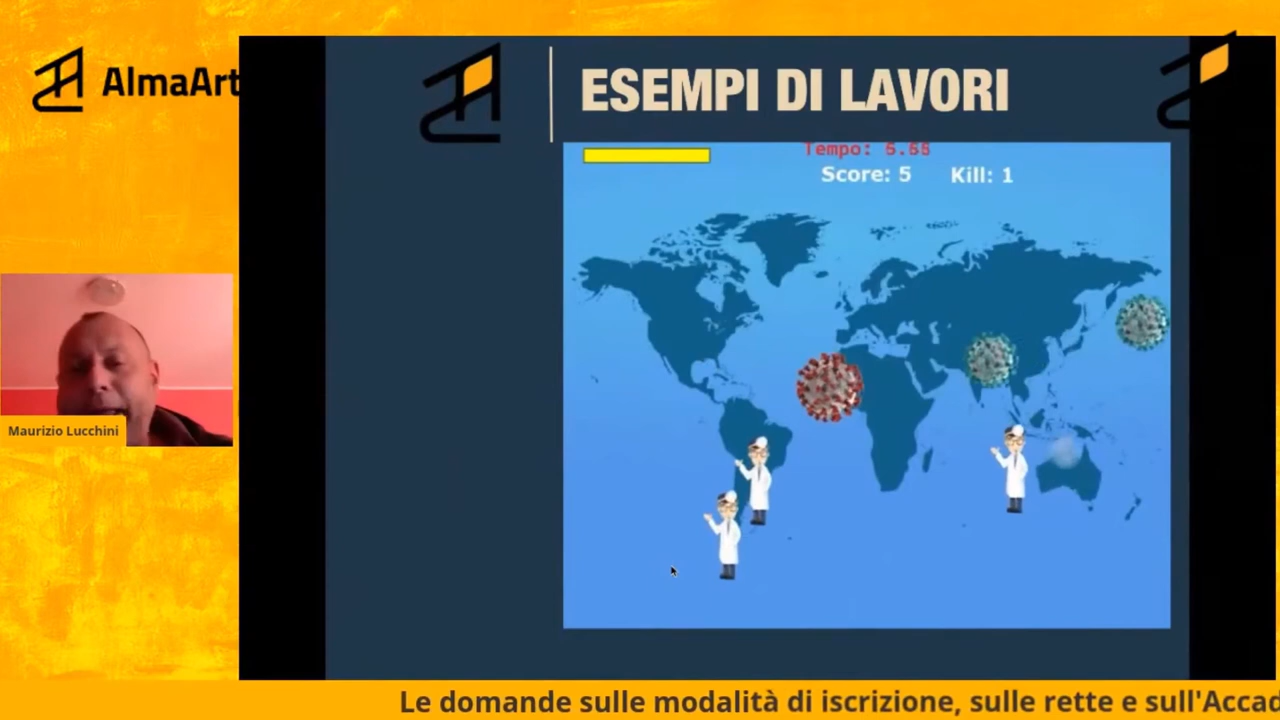 AlmaArt
ESEMPI DI LAVORI
Tempo: 5.55
Score: 5 Kill: 1
Maurizio Lucchini
Le domande sulle modalità di iscrizione, sulle rette e sull'Accad